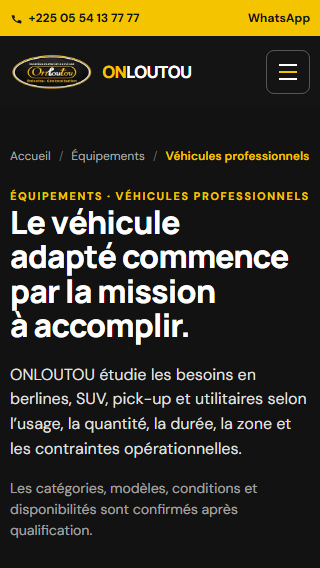 +225 05 54 13 77 77
WhatsApp
Onloutou
ONLOUTOU
Accueil / Équipements / Véhicules professionnels
ÉQUIPEMENTS · VÉHICULES PROFESSIONNELS
Le véhicule
adapté commence
par la mission
à accomplir.
ONLOUTOU étudie les besoins en
berlines, SUV, pick-up et utilitaires selon
l’usage, la quantité, la durée, la zone et
les contraintes opérationnelles.
Les catégories, modèles, conditions et
disponibilités sont confirmés après
qualification.